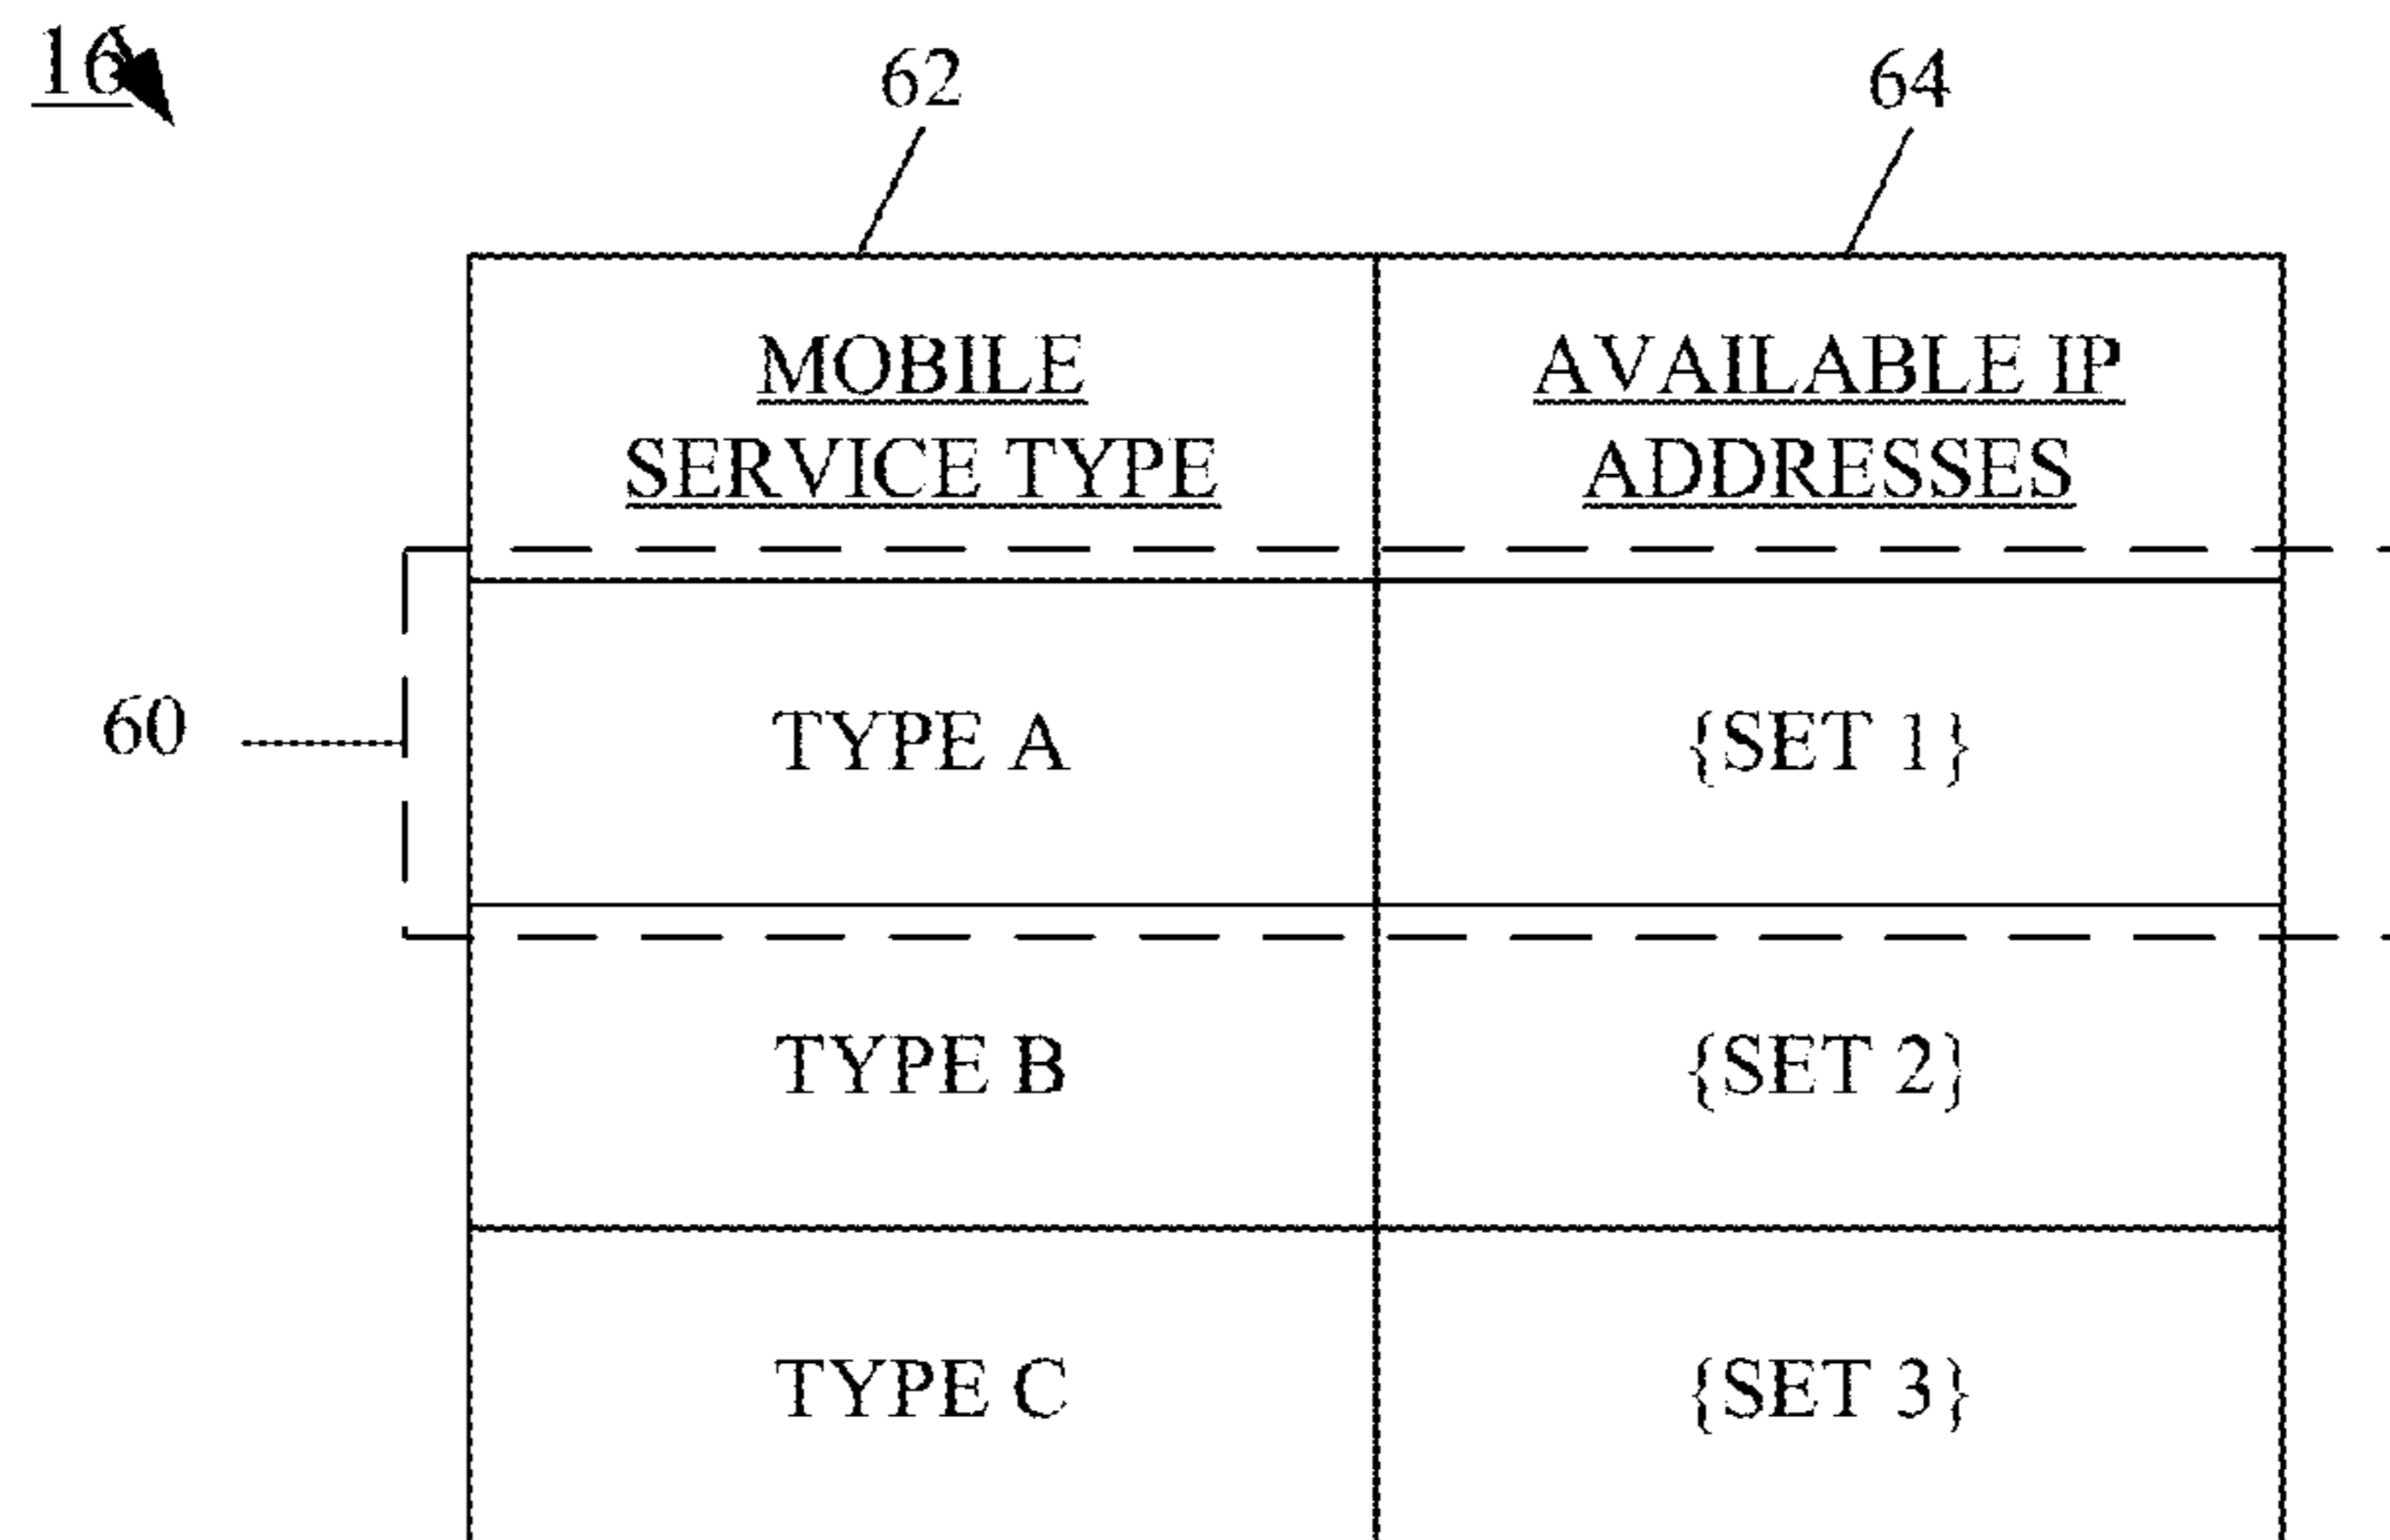 16
62
64
MOBILE
SERVICE TYPE
AVAILABLE IP
ADDRESSES
60
TYPE A
{SET 1}
TYPE B
{SET 2}
TYPE C
{SET 3}